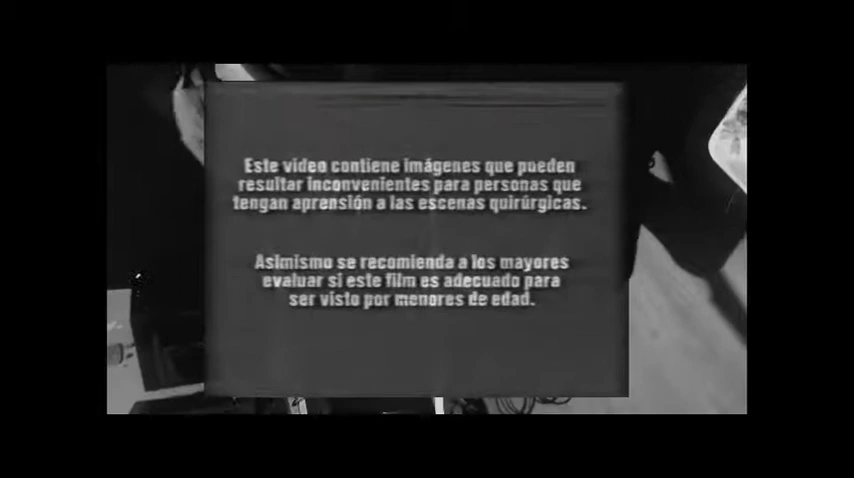 Este video contiene imágenes que pueden
resultar inconvenientes para personas que
tengan aprensión a las escenas quirúrgicas.
Asimismo se recomienda a los mayores
evaluar si este film es adecuado para
ser visto por menores de edad.